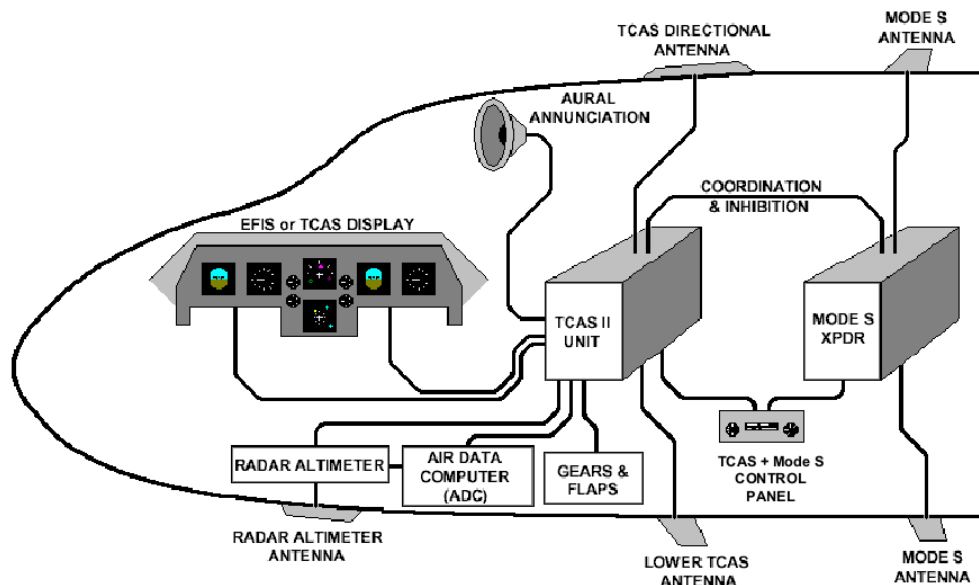 TCAS DIRECTIONAL
ANTENNA
MODE S
ANTENNA
AURAL
ANNUNCIATION
COORDINATION
& INHIBITION
EFIS or TCAS DISPLAY
TCAS II
UNIT
MODE S
XPDR
RADAR ALTIMETER
AIR DATA
COMPUTER
(ADC)
GEARS &
FLAPS
TCAS + Mode S
CONTROL
PANEL
RADAR ALTIMETER
ANTENNA
LOWER TCAS
ANTENNA
MODE S
ANTENNA